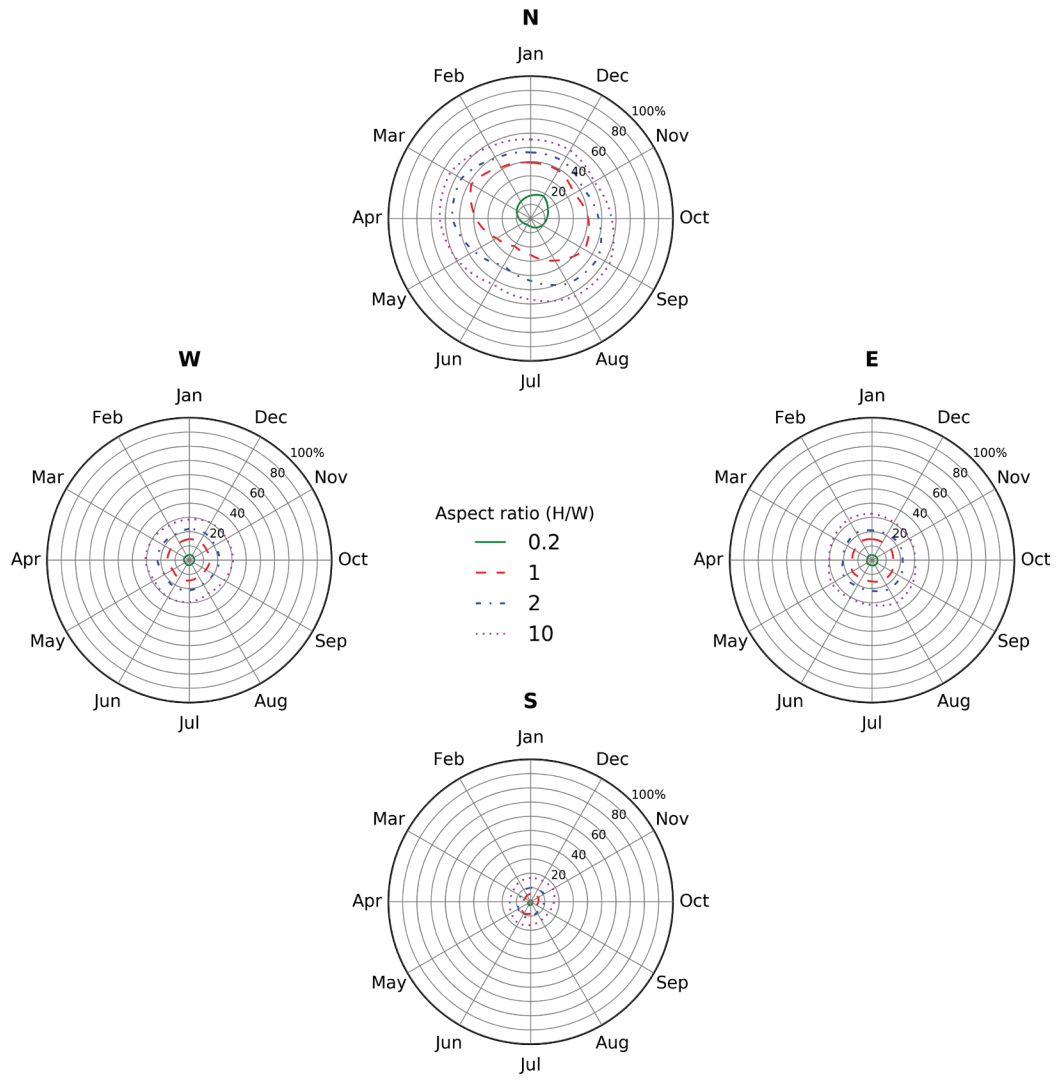 N
Jan
Feb
Dec
100%
80
Mar
Nov
60
40
20
Apr
Oct
May
Sep
Jun
Aug
Jul
W
Jan
Feb
Dec
100%
80
Mar
Nov
60
40
20
Apr
Oct
May
Sep
Jun
Aug
Jul
E
Jan
Feb
Dec
100%
80
Mar
Nov
60
40
20
Apr
Oct
May
Sep
Jun
Aug
Jul
Aspect ratio (H/W)
0.2
1
2
10
S
Jan
Feb
Dec
100%
80
Mar
Nov
60
40
20
Apr
Oct
May
Sep
Jun
Aug
Jul